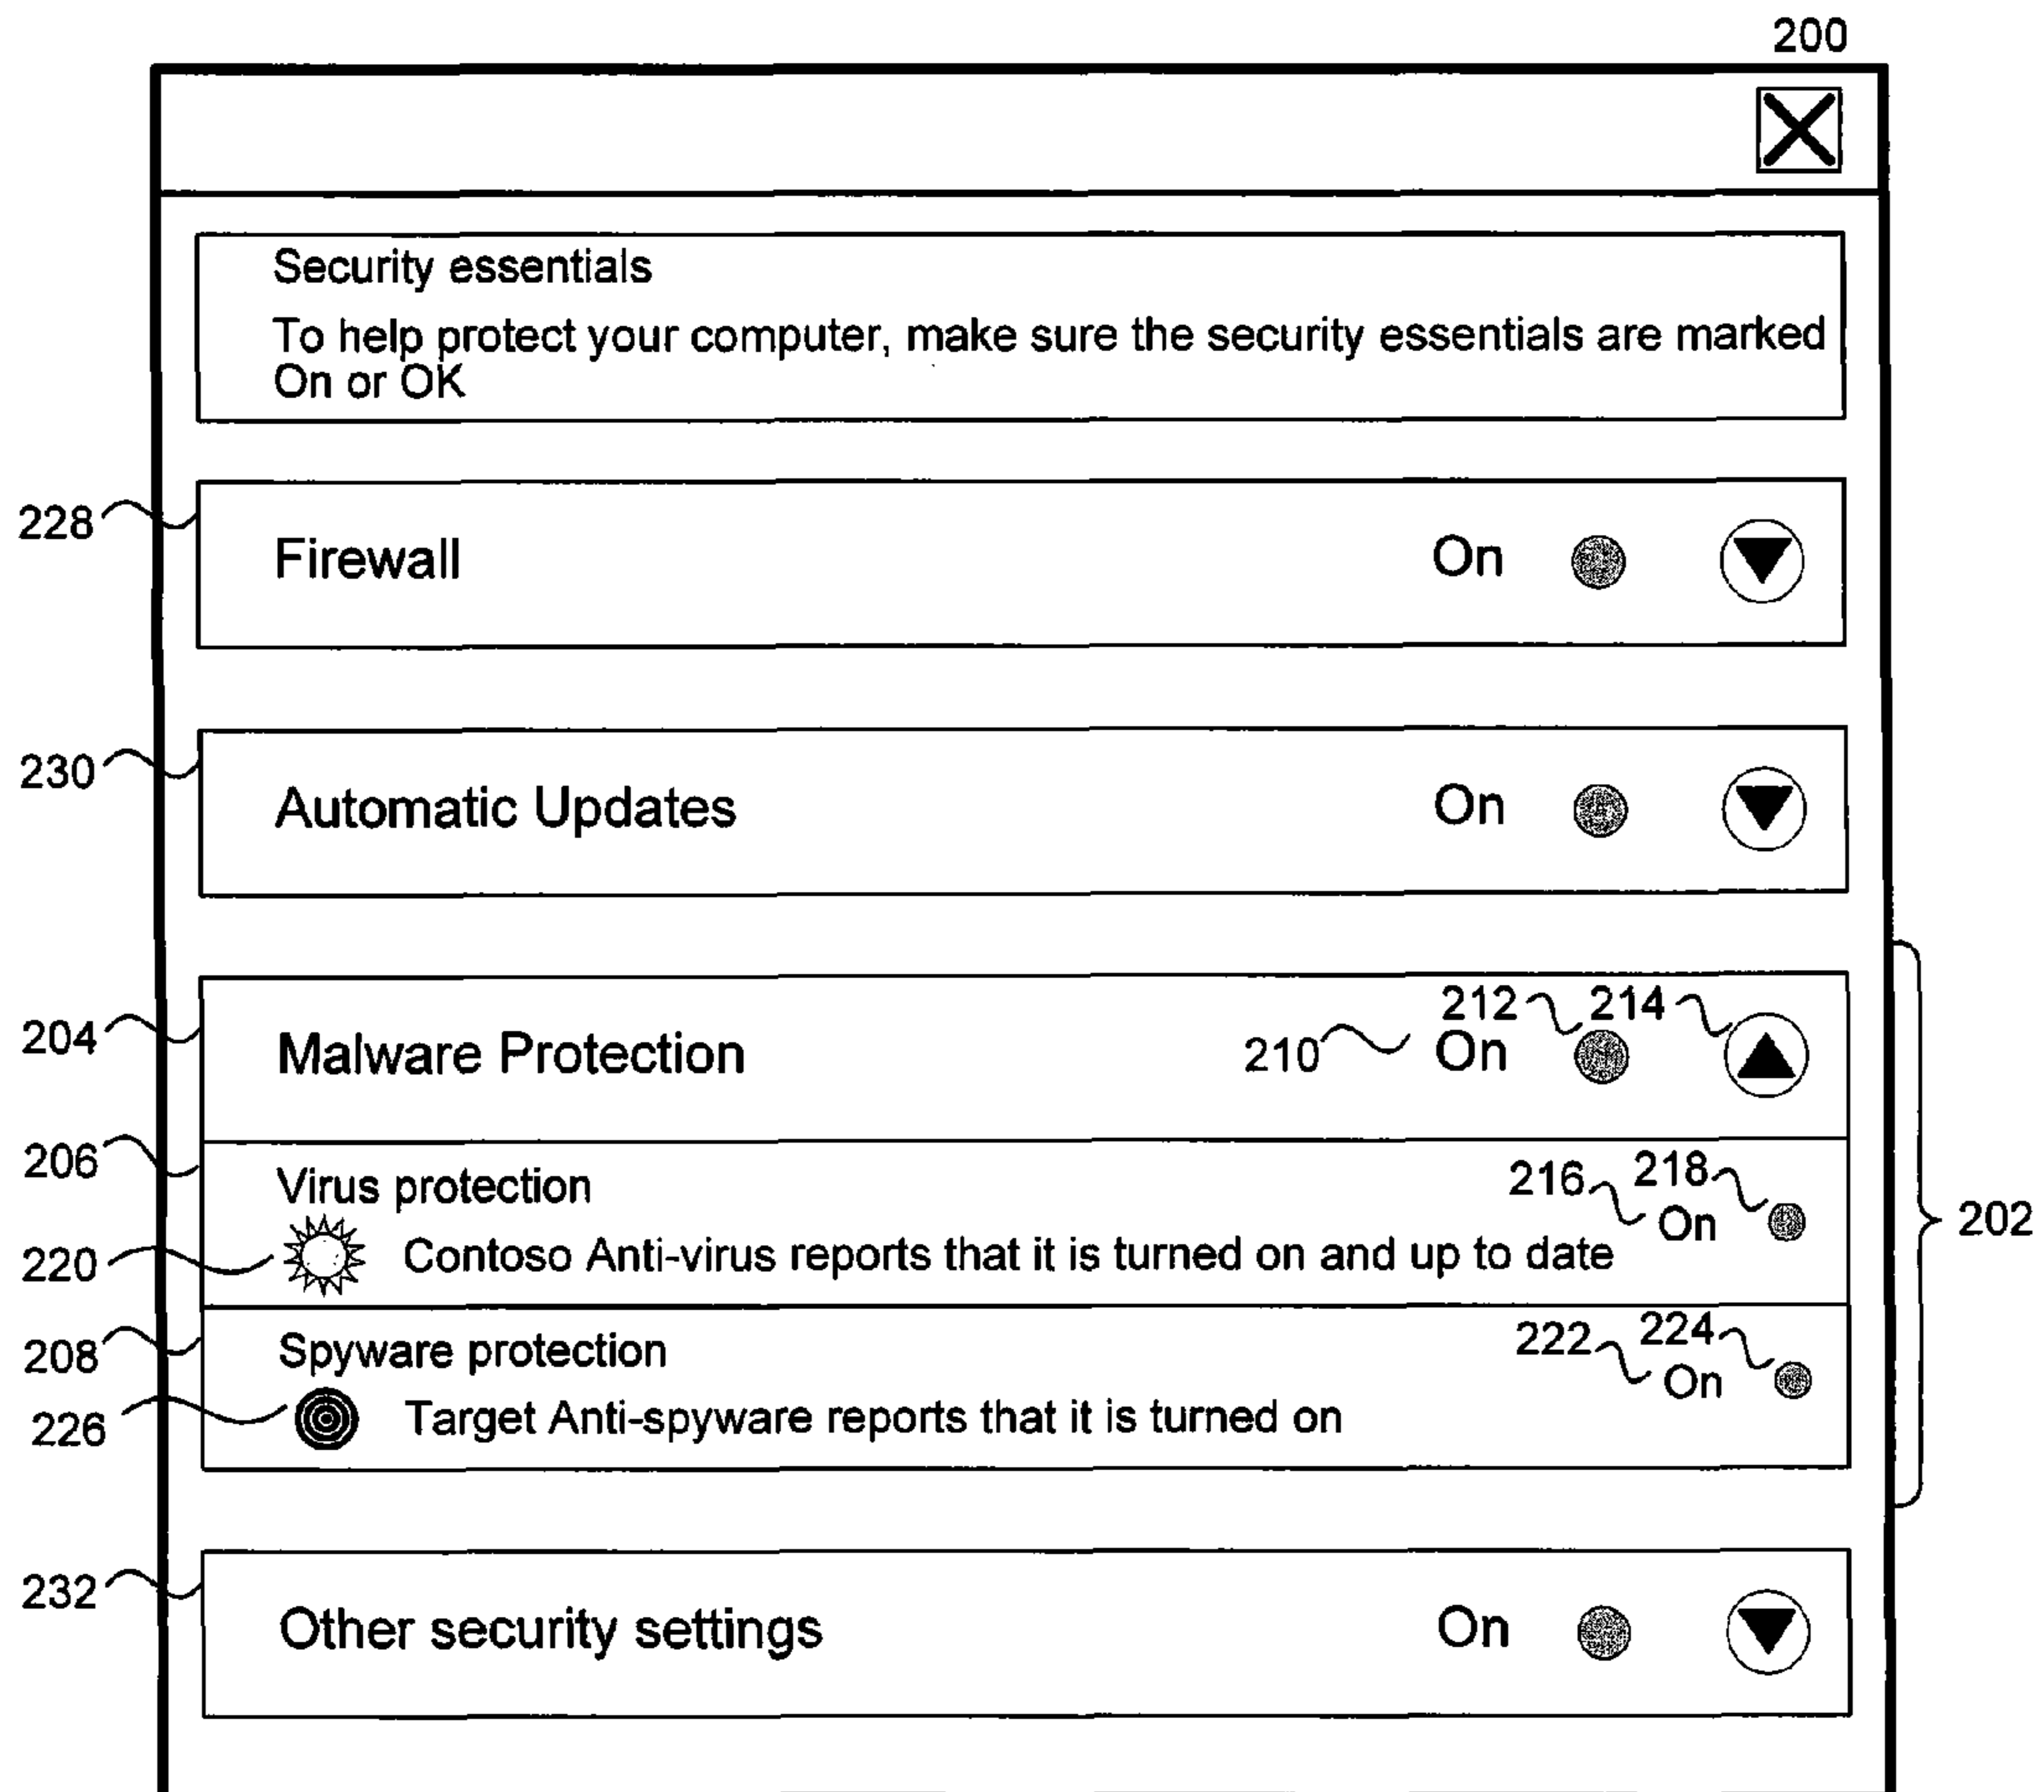 200
Security essentials
To help protect your computer, make sure the security essentials are marked
On or OK
228
Firewall On
230
Automatic Updates On
212 214
204 Malware Protection 210 On
206 Virus protection 216 218
On
202
220 Contoso Anti-virus reports that it is turned on and up to date
208 Spyware protection 222 224
On
226 Target Anti-spyware reports that it is turned on
232
Other security settings On